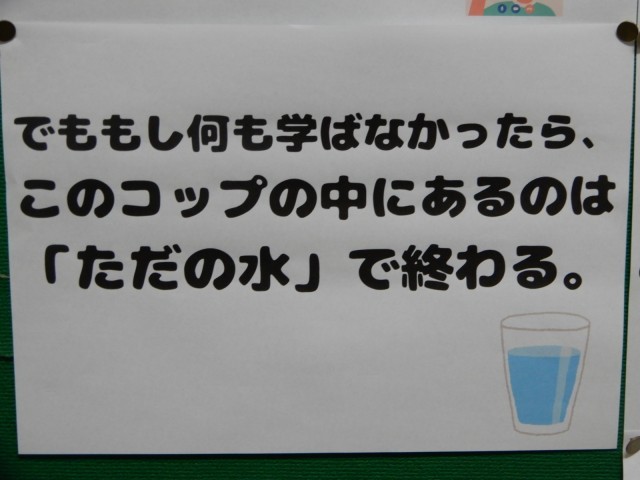 でももし何も学ばなかったら、
このコップの中にあるのは
「ただの水」で終わる。